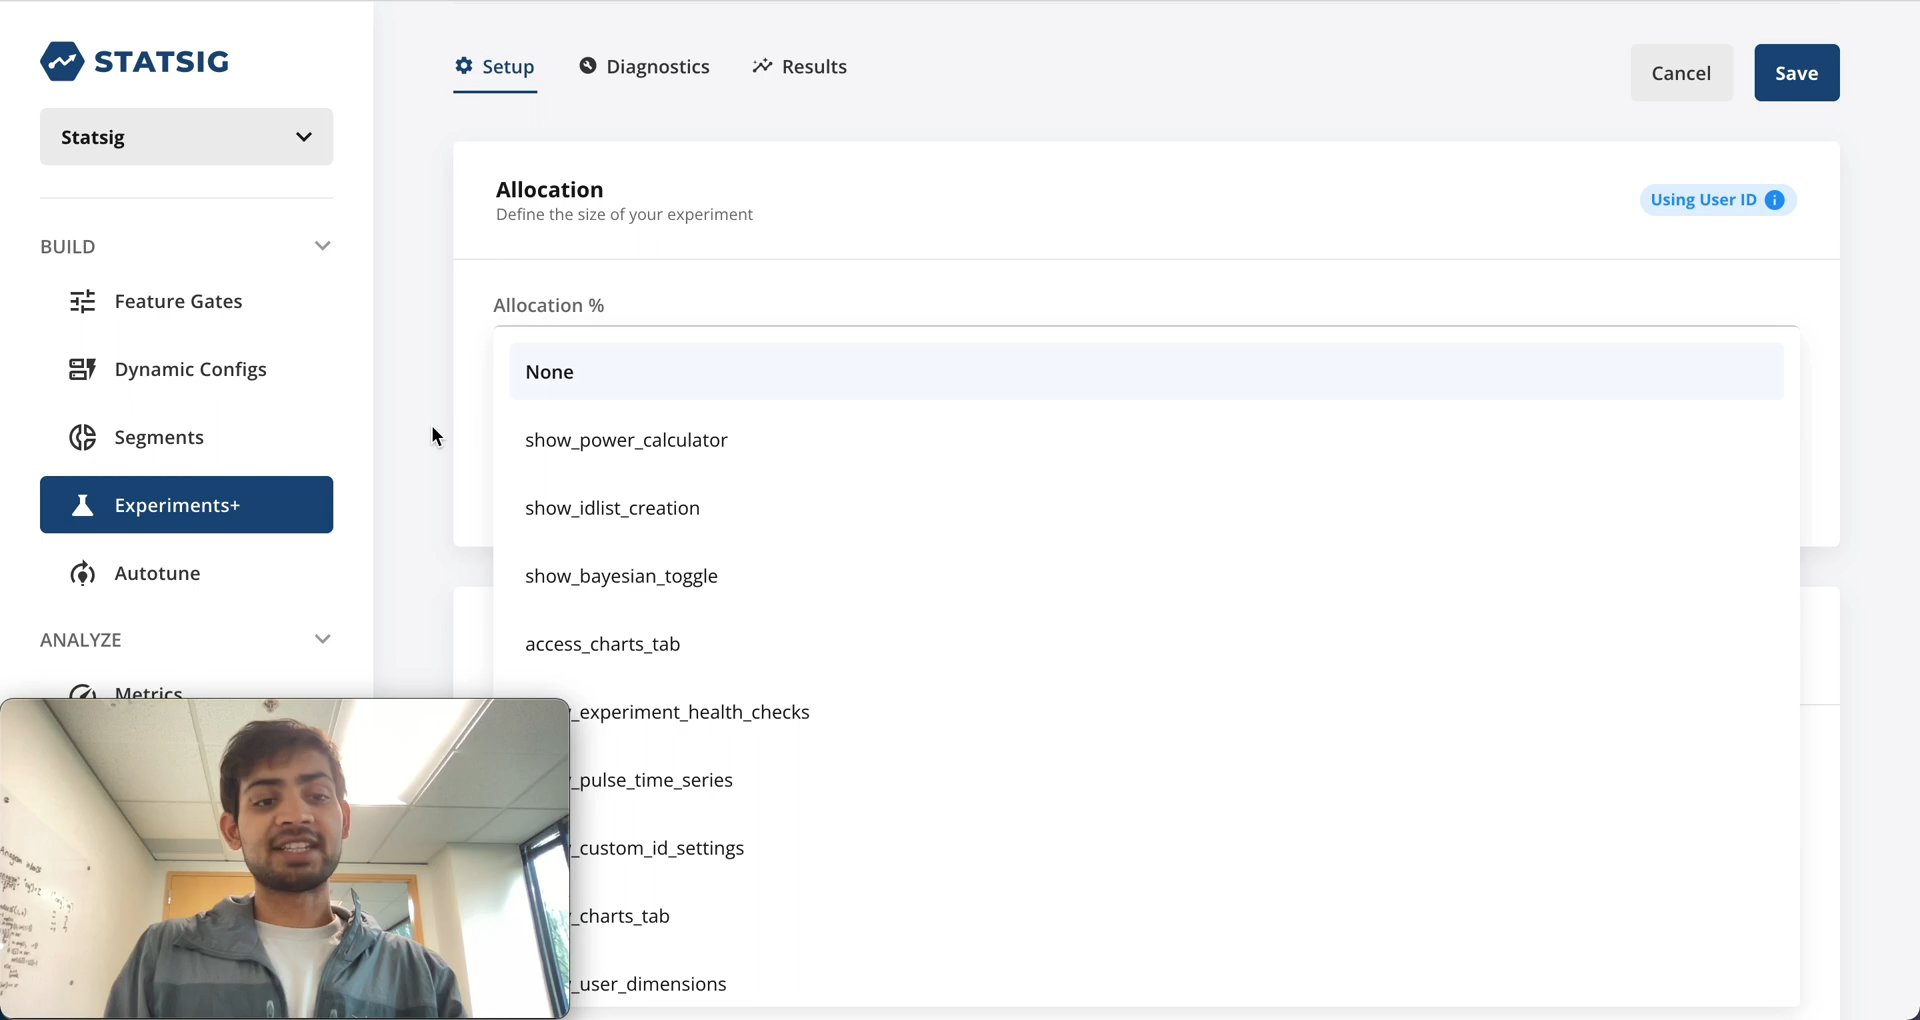 STATSIG
Statsig
BUILD
Feature Gates
Dynamic Configs
Segments
Experiments+
Autotune
ANALYZE
Metrics
Setup
Diagnostics
Results
Cancel
Save
Allocation
Define the size of your experiment
Using User ID
Allocation %
None
show_power_calculator
show_idlist_creation
show_bayesian_toggle
access_charts_tab
_experiment_health_checks
_pulse_time_series
_custom_id_settings
_charts_tab
_user_dimensions